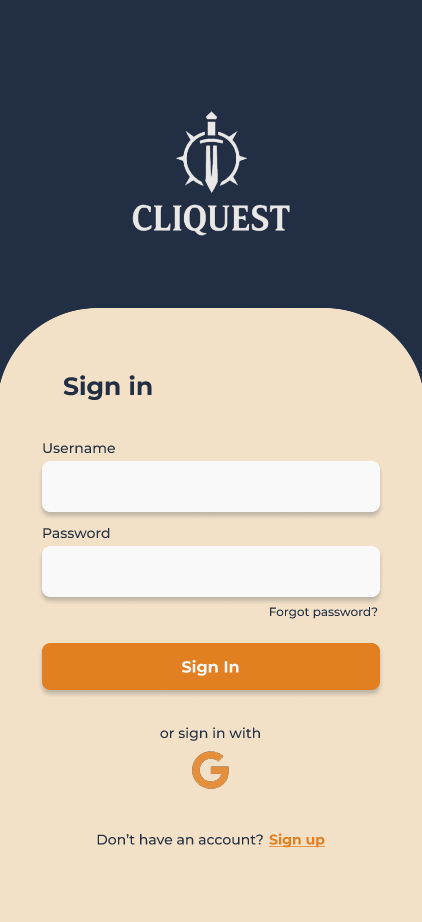 CLIQUEST
Sign in
Username
Password
Forgot password?
Sign In
or sign in with
G
Don't have an account? Sign up